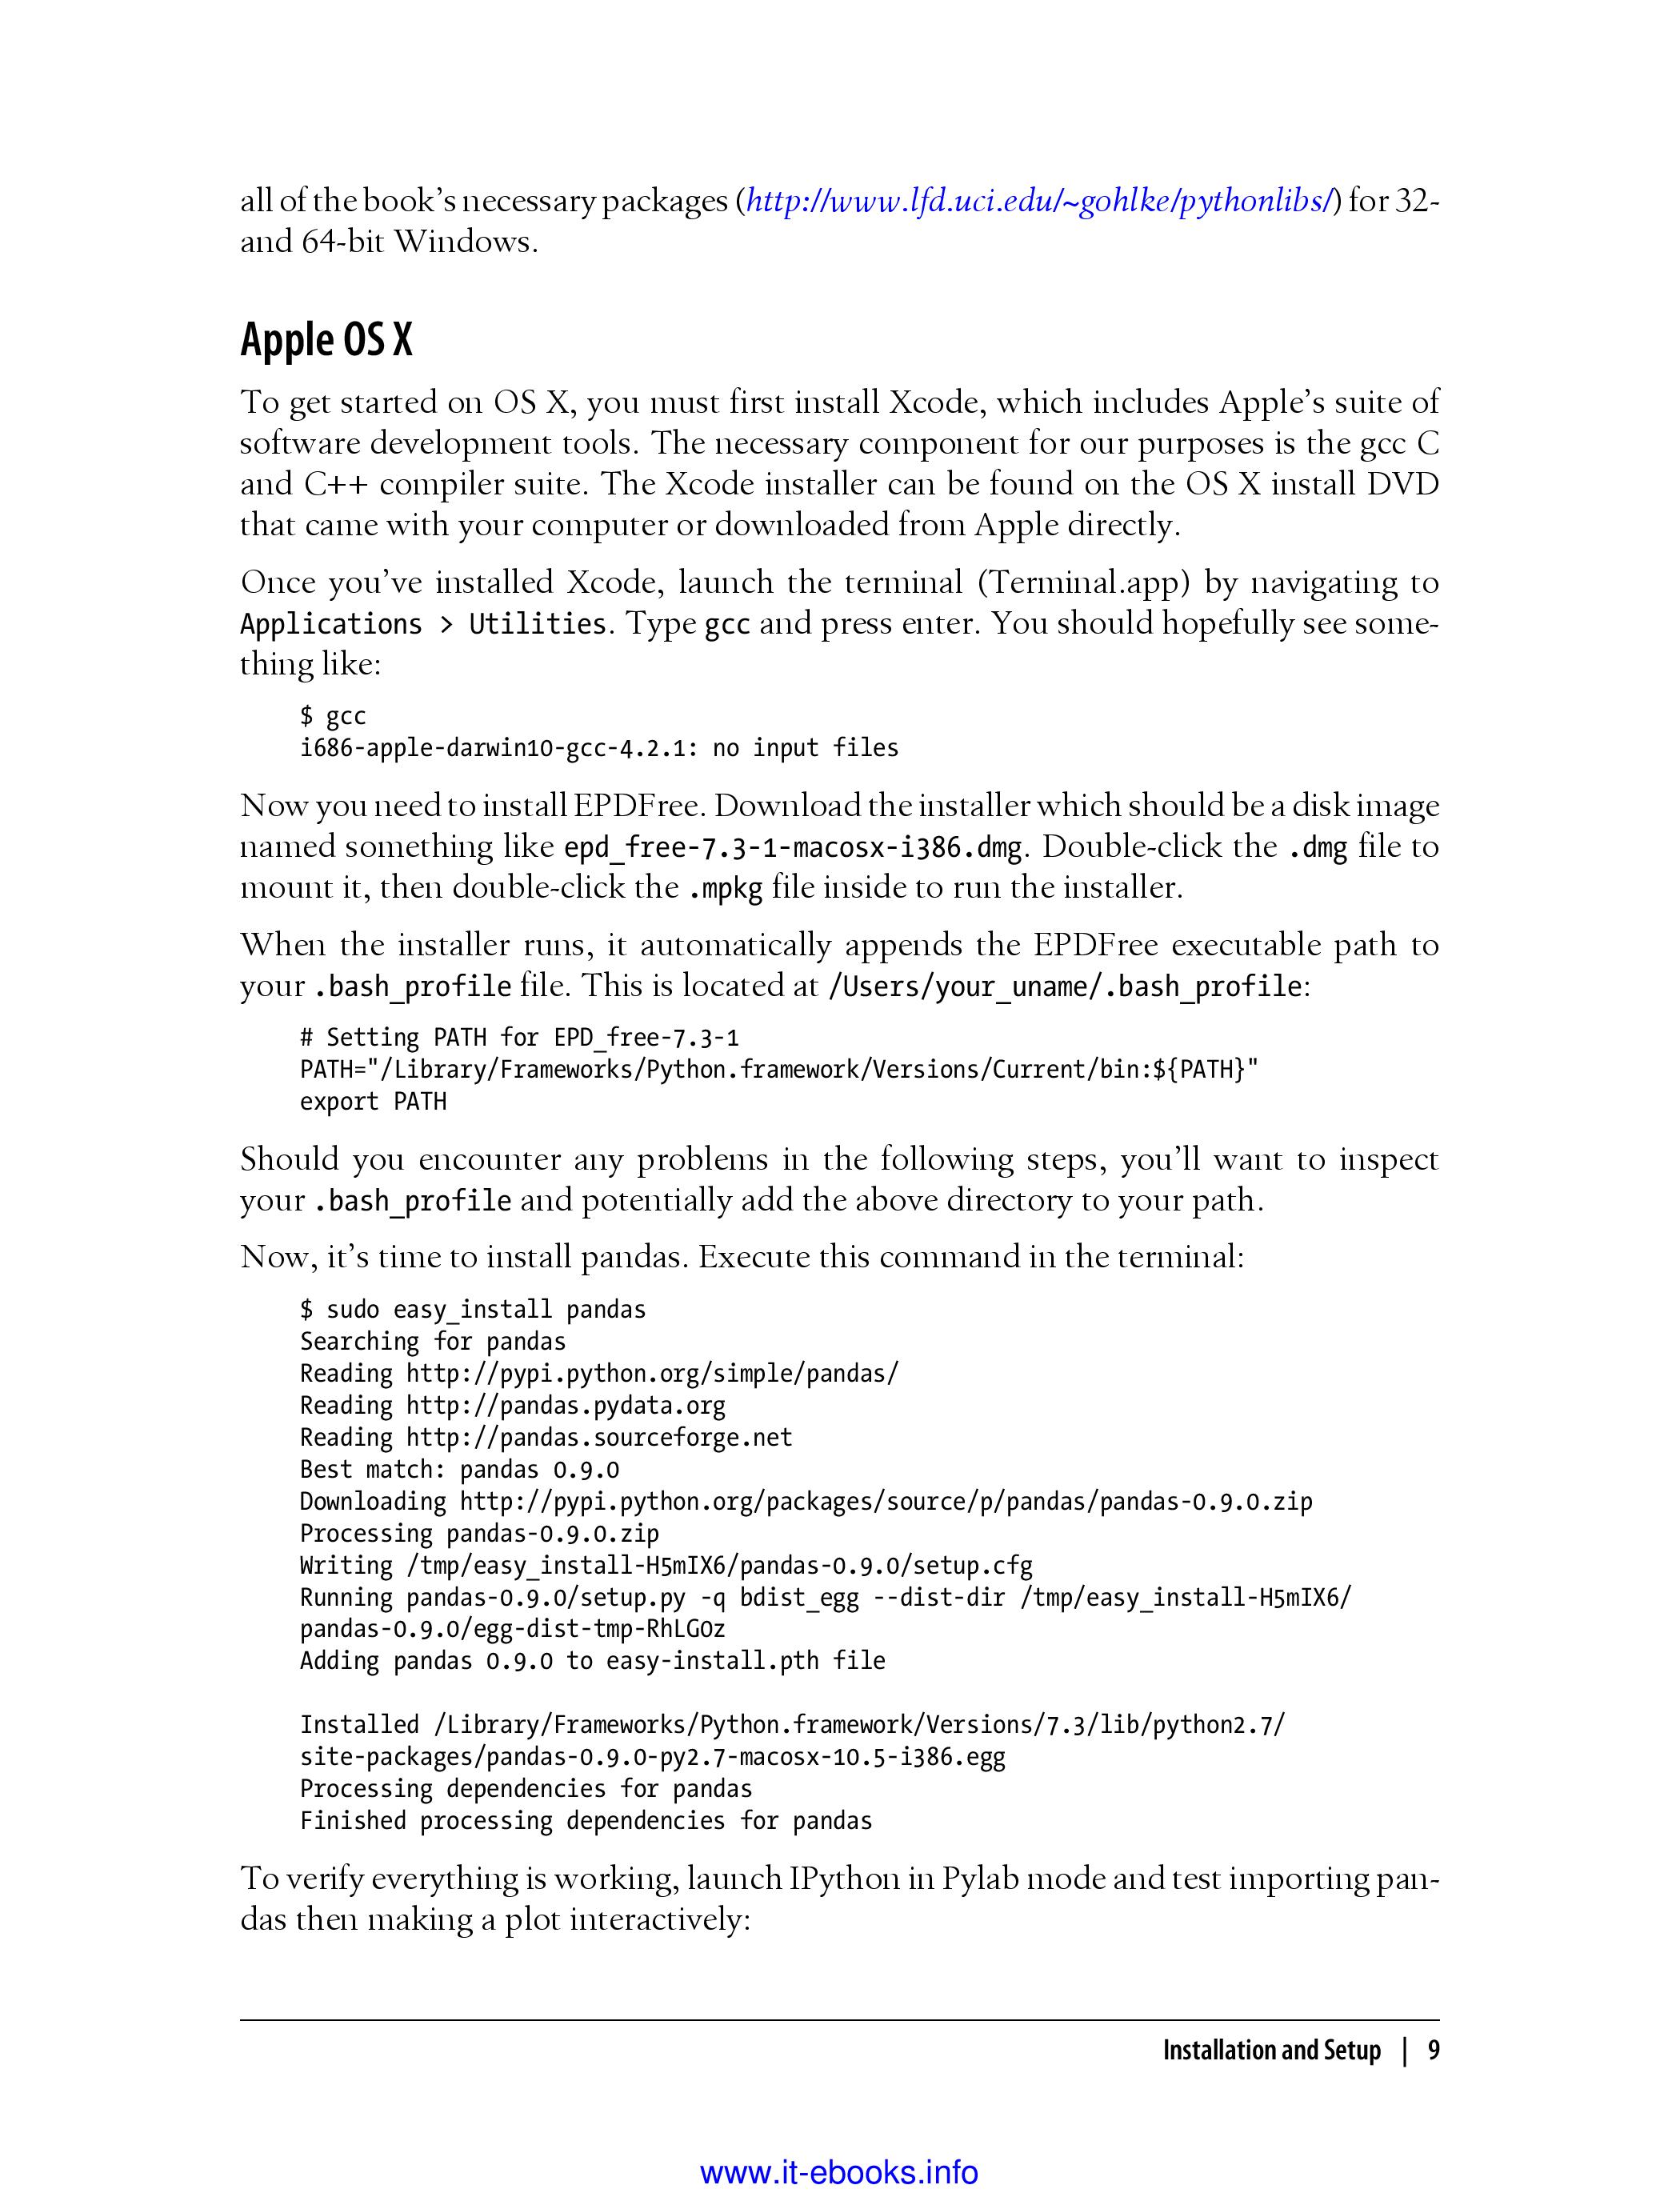 all of the book’s necessary packages (http://www.lfd.uci.edu/~gohlke/pythonlibs/) for 32-
and 64-bit Windows.
Apple OS X
To get started on OS X, you must first install Xcode, which includes Apple’s suite of
software development tools. The necessary component for our purposes is the gcc C
and C++ compiler suite. The Xcode installer can be found on the OS X install DVD
that came with your computer or downloaded from Apple directly.
Once you’ve installed Xcode, launch the terminal (Terminal.app) by navigating to
Applications > Utilities. Type gcc and press enter. You should hopefully see some-
thing like:
$ gcc
i686-apple-darwin10-gcc-4.2.1: no input files
Now you need to install EPDFree. Download the installer which should be a disk image
named something like epd_free-7.3-1-macosx-i386.dmg. Double-click the .dmg file to
mount it, then double-click the .mpkg file inside to run the installer.
When the installer runs, it automatically appends the EPDFree executable path to
your .bash_profile file. This is located at /Users/your_uname/.bash_profile:
# Setting PATH for EPD_free-7.3-1
PATH="/Library/Frameworks/Python.framework/Versions/Current/bin:${PATH}"
export PATH
Should you encounter any problems in the following steps, you’ll want to inspect
your .bash_profile and potentially add the above directory to your path.
Now, it’s time to install pandas. Execute this command in the terminal:
$ sudo easy_install pandas
Searching for pandas
Reading http://pypi.python.org/simple/pandas/
Reading http://pandas.pydata.org
Reading http://pandas.sourceforge.net
Best match: pandas 0.9.0
Downloading http://pypi.python.org/packages/source/p/pandas/pandas-0.9.0.zip
Processing pandas-0.9.0.zip
Writing /tmp/easy_install-H5mIX6/pandas-0.9.0/setup.cfg
Running pandas-0.9.0/setup.py -q bdist_egg --dist-dir /tmp/easy_install-H5mIX6/
pandas-0.9.0/egg-dist-tmp-RhLG0z
Adding pandas 0.9.0 to easy-install.pth file
Installed /Library/Frameworks/Python.framework/Versions/7.3/lib/python2.7/
site-packages/pandas-0.9.0-py2.7-macosx-10.5-i386.egg
Processing dependencies for pandas
Finished processing dependencies for pandas
To verify everything is working, launch IPython in Pylab mode and test importing pan-
das then making a plot interactively:
Installation and Setup | 9
www.it-ebooks.info